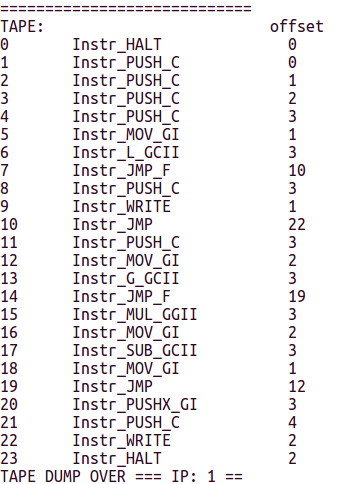 ============================
TAPE: offset
0 Instr_HALT 0
1 Instr_PUSH_C 0
2 Instr_PUSH_C 1
3 Instr_PUSH_C 2
4 Instr_PUSH_C 3
5 Instr_MOV_GI 1
6 Instr_L_GCII 3
7 Instr_JMP_F 10
8 Instr_PUSH_C 3
9 Instr_WRITE 1
10 Instr_JMP 22
11 Instr_PUSH_C 3
12 Instr_MOV_GI 2
13 Instr_G_GCII 3
14 Instr_JMP_F 19
15 Instr_MUL_GGII 3
16 Instr_MOV_GI 2
17 Instr_SUB_GCII 3
18 Instr_MOV_GI 1
19 Instr_JMP 12
20 Instr_PUSHX_GI 3
21 Instr_PUSH_C 4
22 Instr_WRITE 2
23 Instr_HALT 2
TAPE DUMP OVER === IP: 1 ==